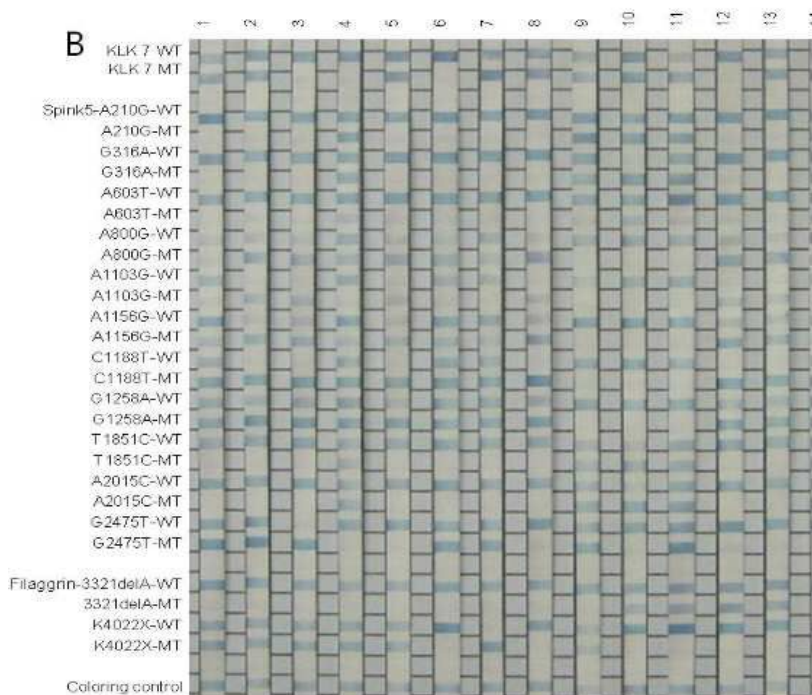 B
1 2 3 4 5 6 7 8 9 10 11 12 13 14
KLK 7 WT
KLK 7 MT
Spink5-A210G-WT
A210G-MT
G316A-WT
G316A-MT
A603T-WT
A603T-MT
A800G-WT
A800G-MT
A1103G-WT
A1103G-MT
A1156G-WT
A1156G-MT
C1188T-WT
C1188T-MT
G1258A-WT
G1258A-MT
T1851C-WT
T1851C-MT
A2015C-WT
A2015C-MT
G2475T-WT
G2475T-MT
Filaggrin-3321delA-WT
3321delA-MT
K4022X-WT
K4022X-MT
Coloring control